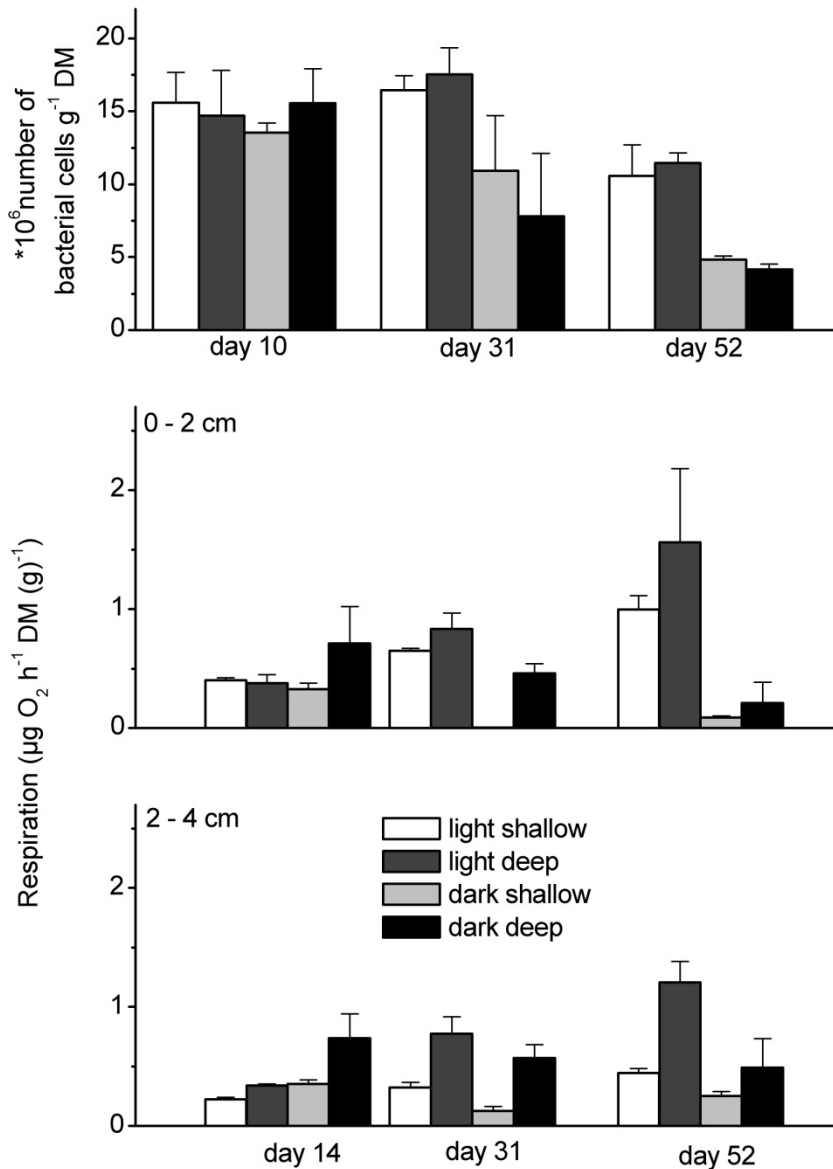 *10⁶number of
bacterial cells g⁻¹ DM
20
15
10
5
0
day 10 day 31 day 52
0 - 2 cm
2
1
0
Respiration (µg O₂ h⁻¹ DM (g)⁻¹
2 - 4 cm
light shallow
light deep
dark shallow
dark deep
2
1
0
day 14 day 31 day 52